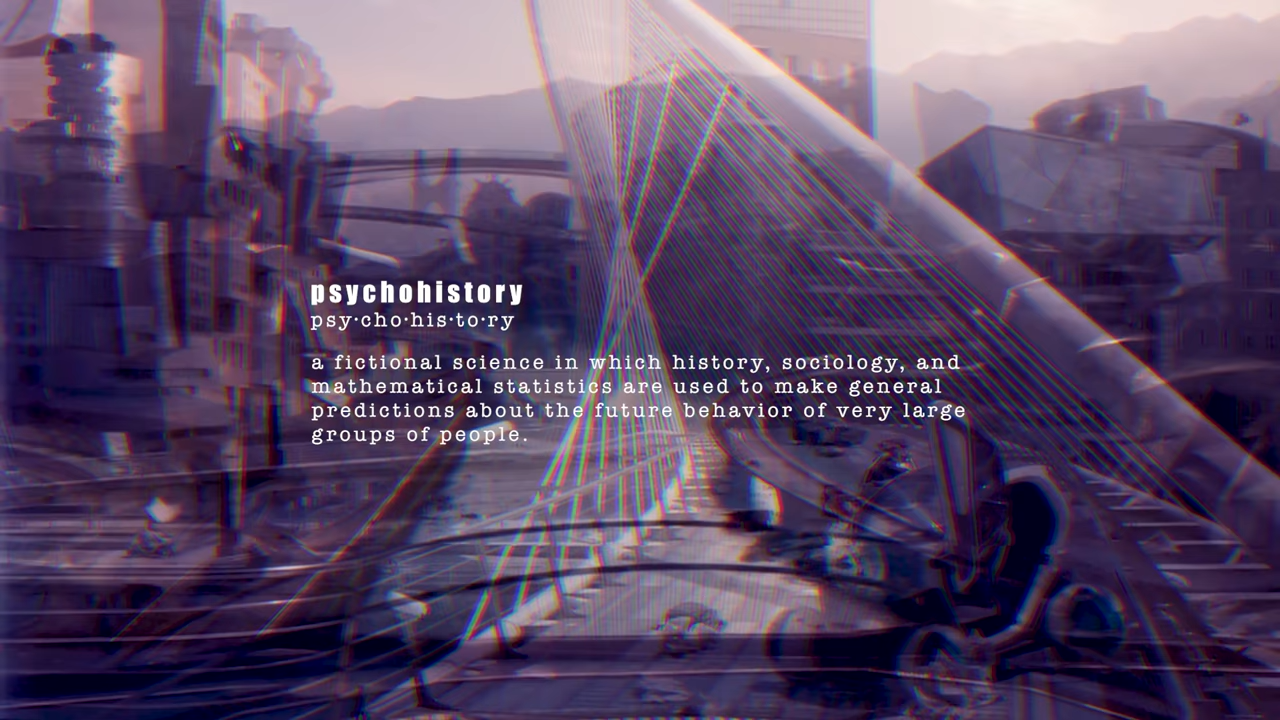 psychohistory
psy·cho·his·to·ry
a fictional science in which history, sociology, and
mathematical statistics are used to make general
predictions about the future behavior of very large
groups of people.